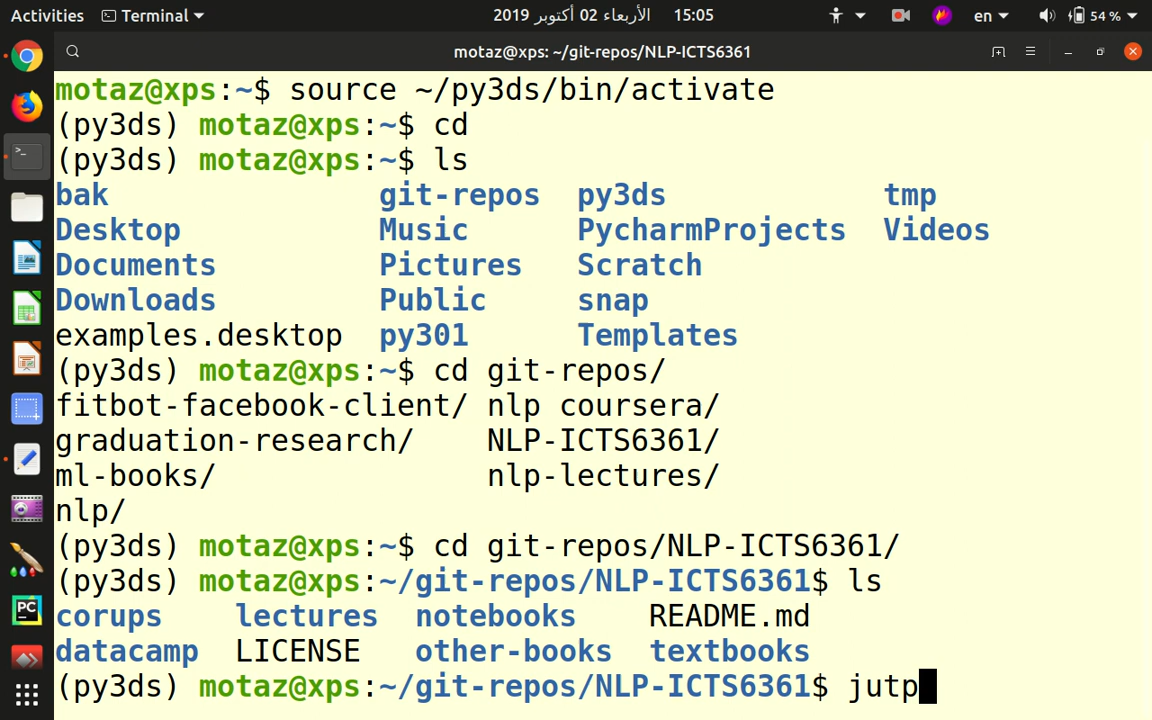 Activities Terminal 2019 الأربعاء 02 أكتوبر 15:05 en 54 %
motaz@xps: ~/git-repos/NLP-ICTS6361
motaz@xps:~$ source ~/py3ds/bin/activate
(py3ds) motaz@xps:~$ cd
(py3ds) motaz@xps:~$ ls
bak git-repos py3ds tmp
Desktop Music PycharmProjects Videos
Documents Pictures Scratch
Downloads Public snap
examples.desktop py301 Templates
(py3ds) motaz@xps:~$ cd git-repos/
fitbot-facebook-client/ nlp coursera/
graduation-research/ NLP-ICTS6361/
ml-books/ nlp-lectures/
nlp/
(py3ds) motaz@xps:~$ cd git-repos/NLP-ICTS6361/
(py3ds) motaz@xps:~/git-repos/NLP-ICTS6361$ ls
corups lectures notebooks README.md
datacamp LICENSE other-books textbooks
(py3ds) motaz@xps:~/git-repos/NLP-ICTS6361$ jutp
PC